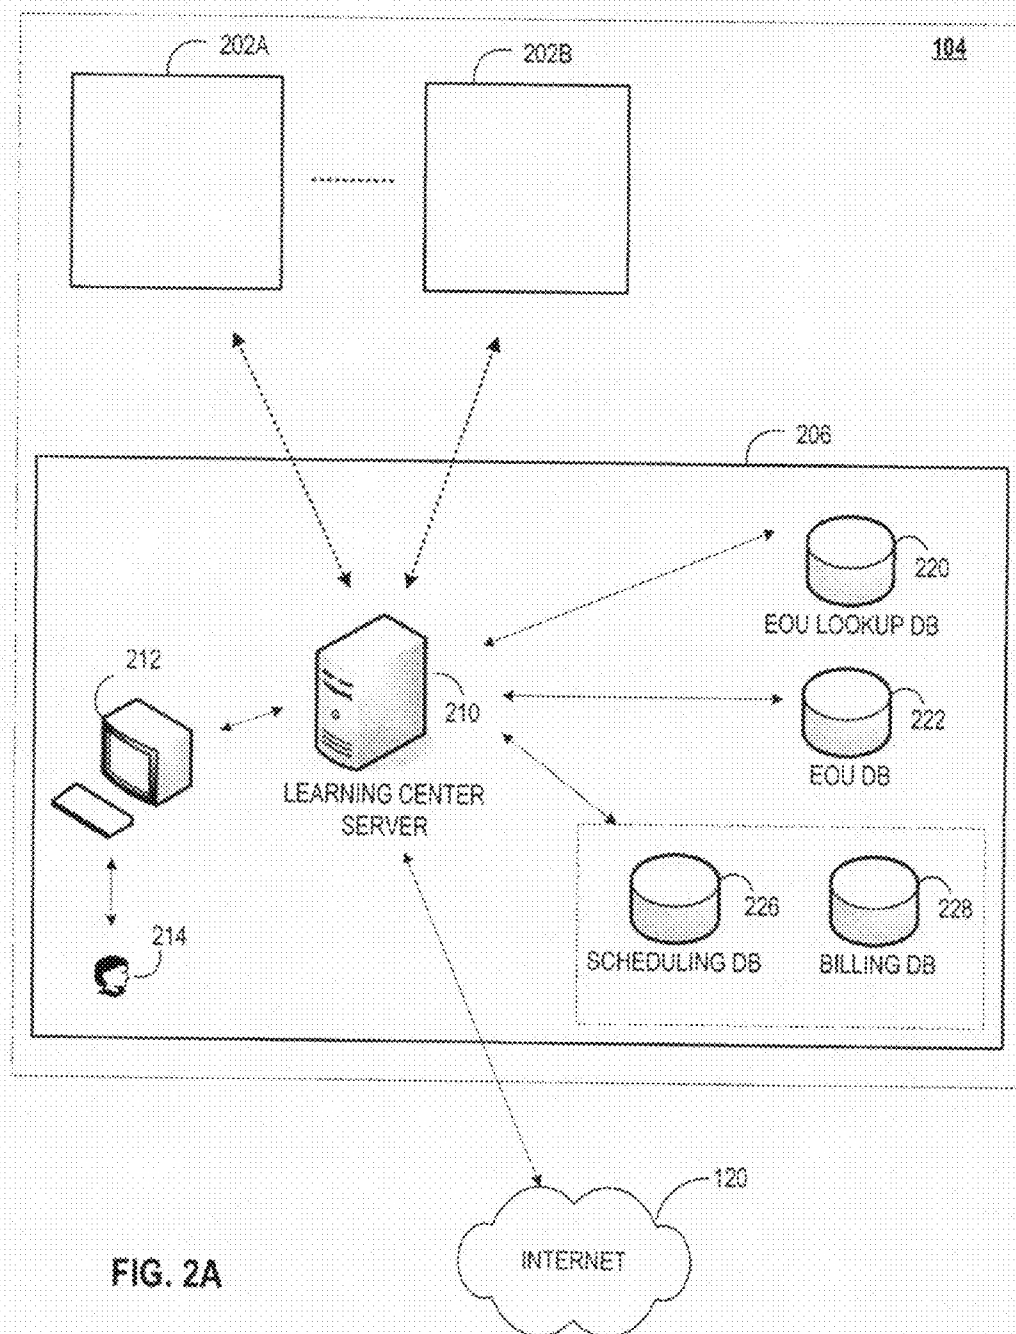 202A
202B
104
206
220
EOU LOOKUP DB
212
210
222
LEARNING CENTER
SERVER
EOU DB
226
228
214
SCHEDULING DB
BILLING DB
120
INTERNET
FIG. 2A